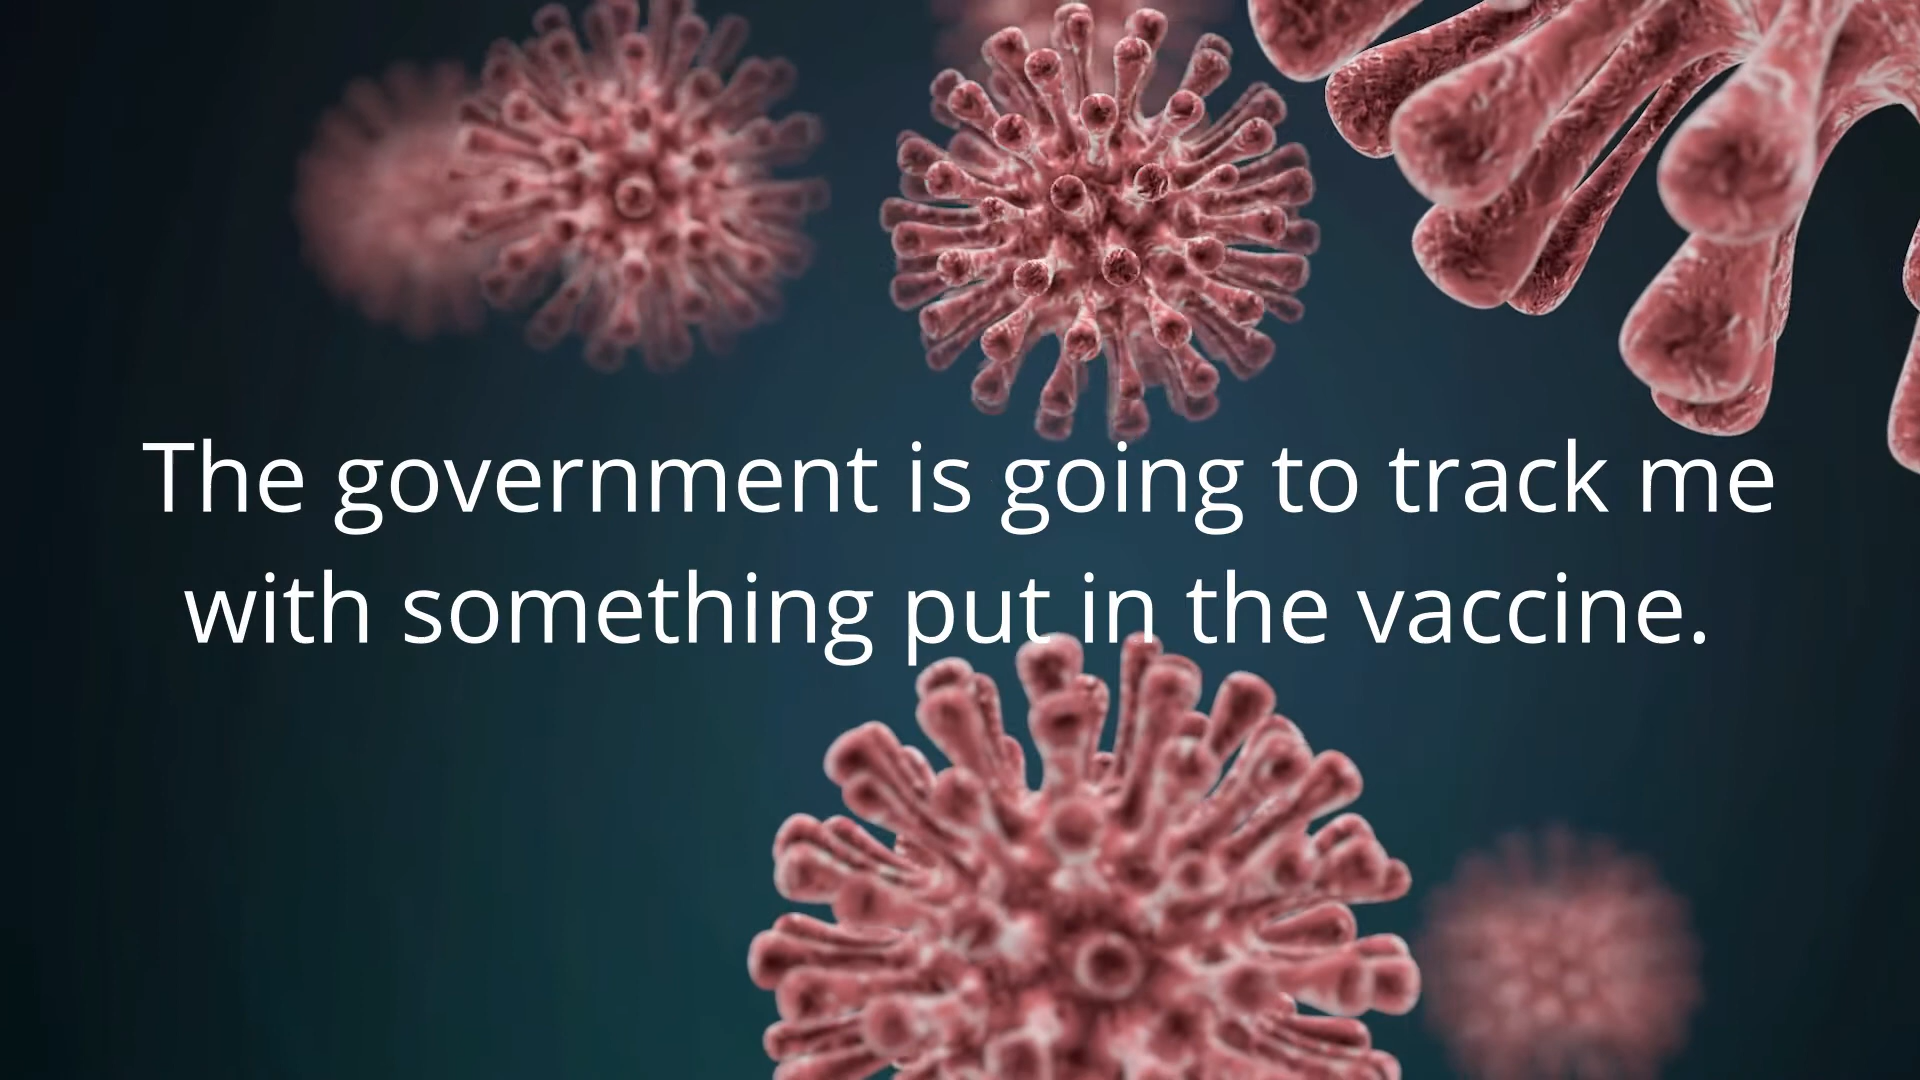 The government is going to track me
with something put in the vaccine.